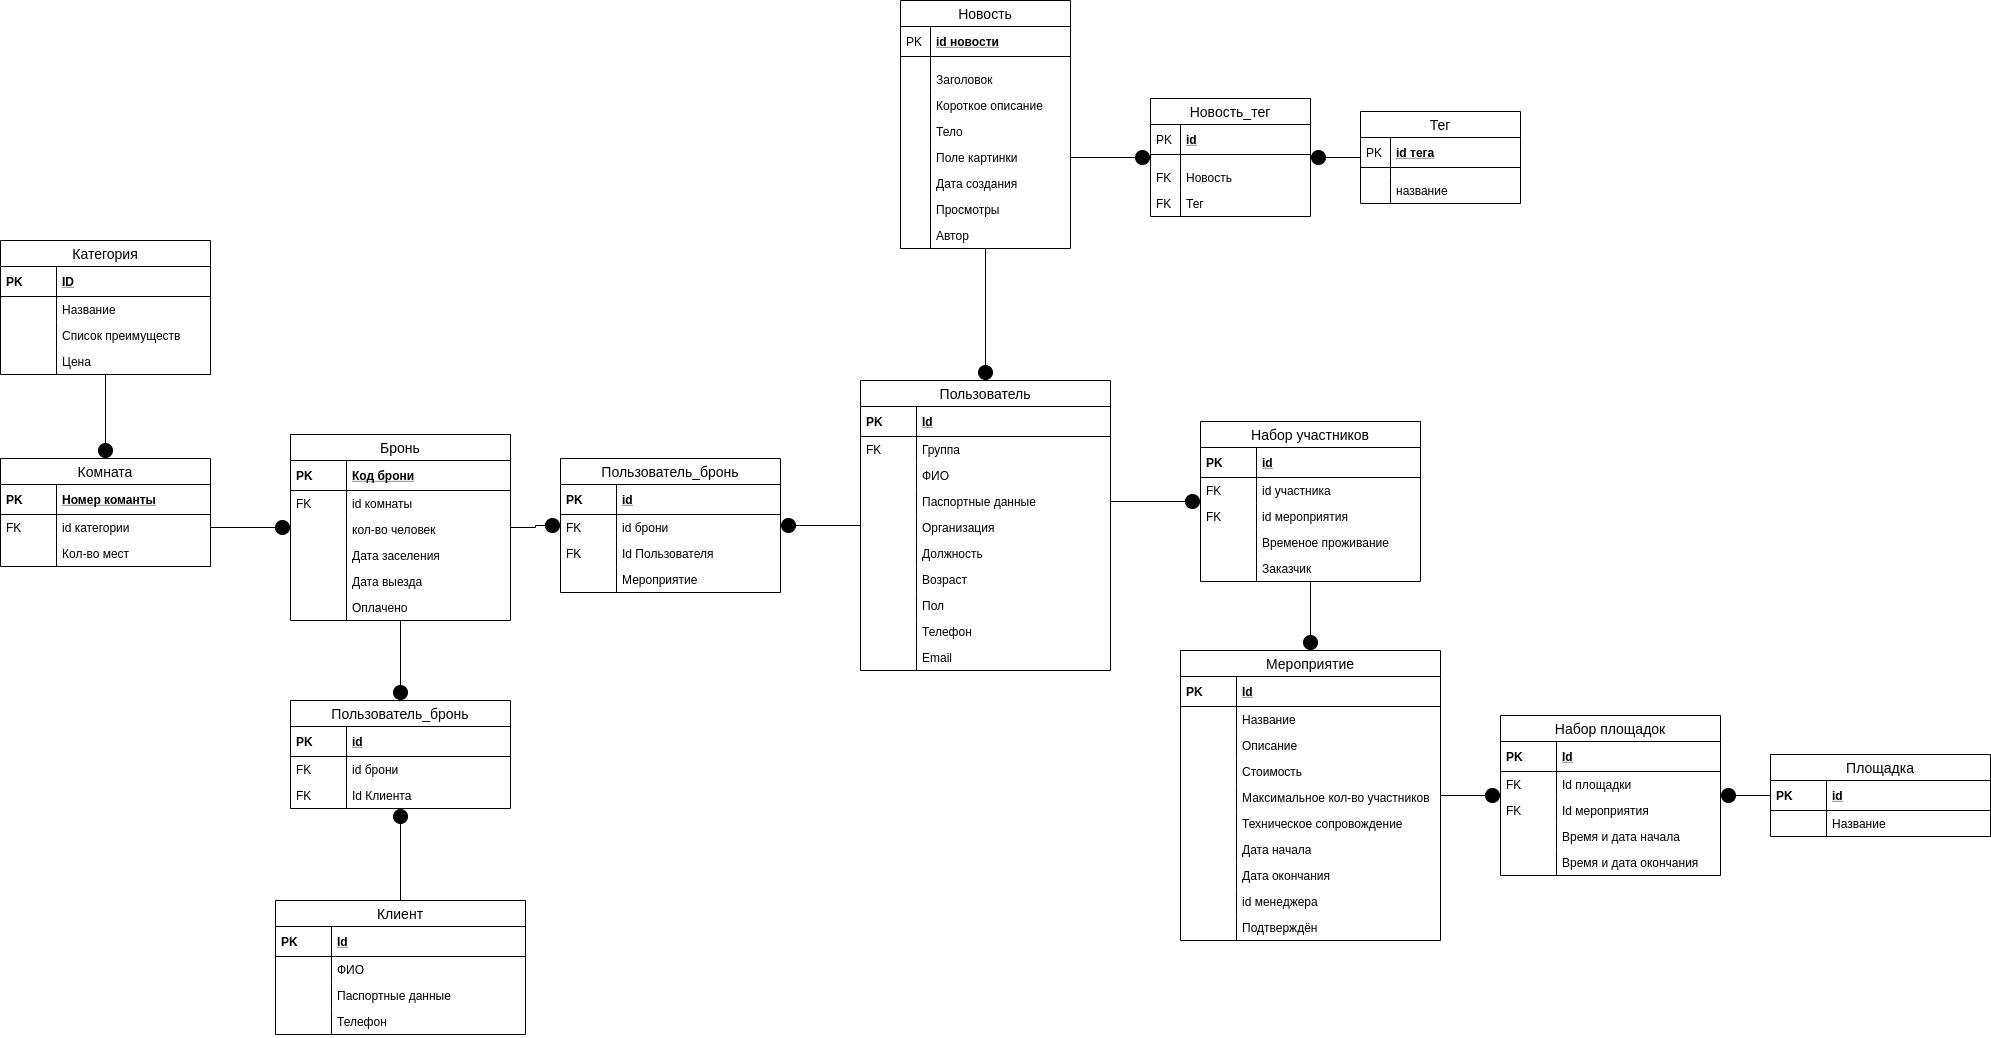 Новость
PK id новости
Заголовок
Короткое описание
Тело
Поле картинки
Дата создания
Просмотры
Автор
Новость_тег
PK id
FK Новость
FK Тег
Тег
PK id тега
название
Категория
PK ID
Название
Список преимуществ
Цена
Комната
PK Номер команты
FK id категории
Кол-во мест
Бронь
PK Код брони
FK id комнаты
кол-во человек
Дата заселения
Дата выезда
Оплачено
Пользователь_бронь
PK id
FK id брони
FK Id Пользователя
Мероприятие
Пользователь
PK Id
FK Группа
ФИО
Паспортные данные
Организация
Должность
Возраст
Пол
Телефон
Email
Набор участников
PK id
FK id участника
FK id мероприятия
Временое проживание
Заказчик
Пользователь_бронь
PK id
FK id брони
FK Id Клиента
Клиент
PK Id
ФИО
Паспортные данные
Телефон
Мероприятие
PK Id
Название
Описание
Стоимость
Максимальное кол-во участников
Техническое сопровождение
Дата начала
Дата окончания
id менеджера
Подтверждён
Набор площадок
PK Id
FK Id площадки
FK Id мероприятия
Время и дата начала
Время и дата окончания
Площадка
PK id
Название